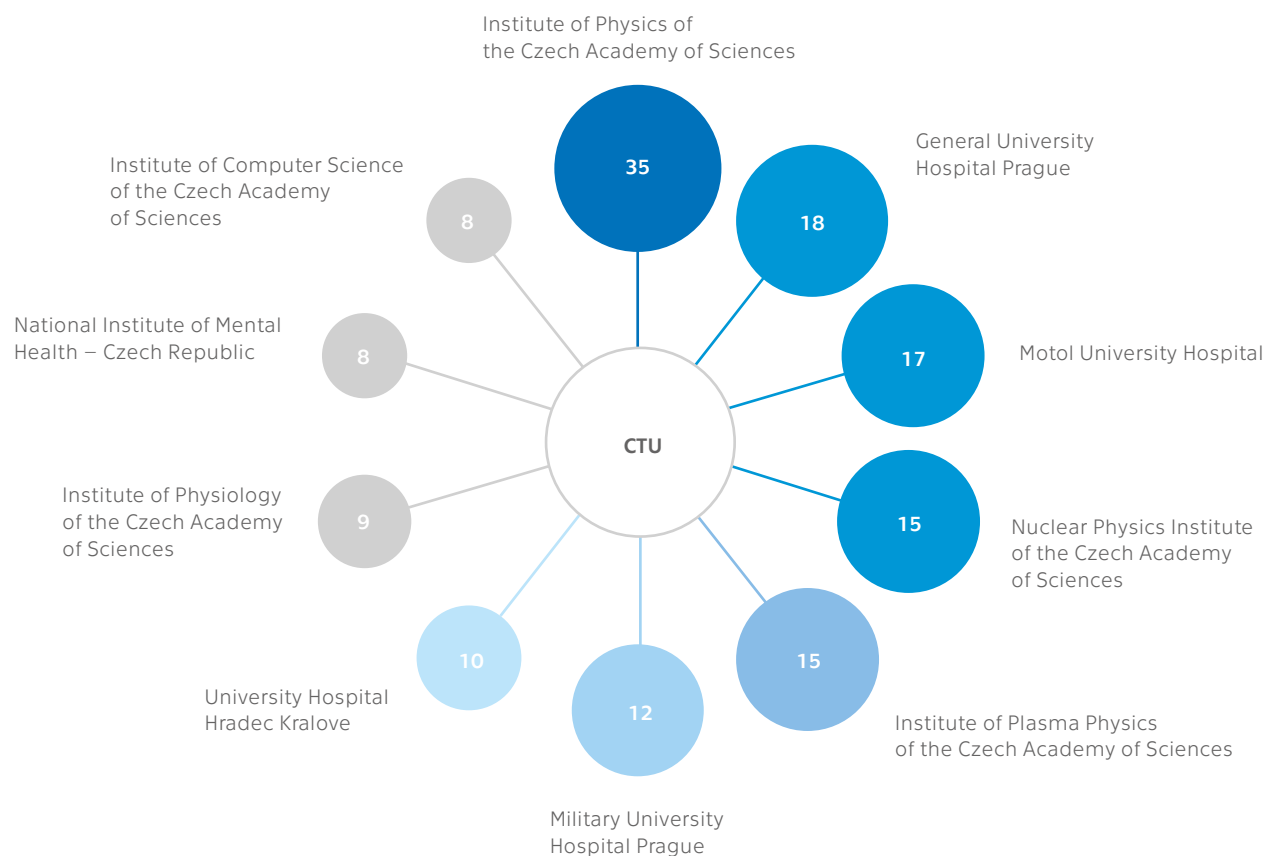 Institute of Physics of
the Czech Academy of Sciences
35
General University
Hospital Prague
18
Motol University Hospital
17
Nuclear Physics Institute
of the Czech Academy
of Sciences
15
Institute of Plasma Physics
of the Czech Academy of Sciences
15
Military University
Hospital Prague
12
University Hospital
Hradec Kralove
10
Institute of Physiology
of the Czech Academy
of Sciences
9
National Institute of Mental
Health – Czech Republic
8
Institute of Computer Science
of the Czech Academy
of Sciences
8
CTU